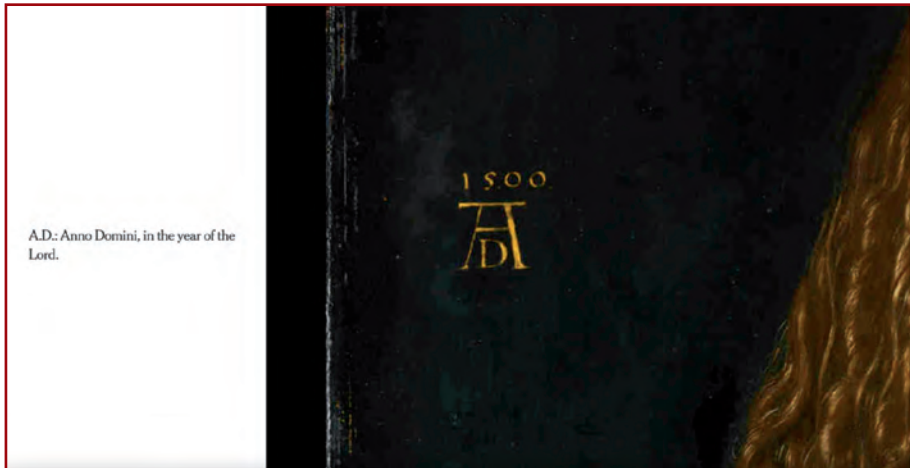 A.D.: Anno Domini, in the year of the
Lord.
1500
AD